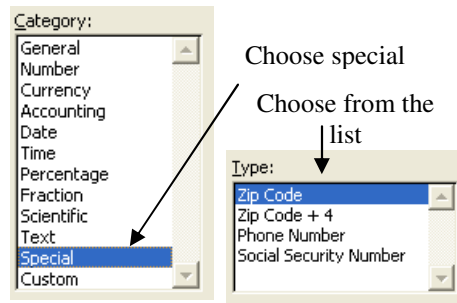 Category:
General
Number
Currency
Accounting
Date
Time
Percentage
Fraction
Scientific
Text
Special
Custom
Choose special
Choose from the
list
Type:
Zip Code
Zip Code + 4
Phone Number
Social Security Number